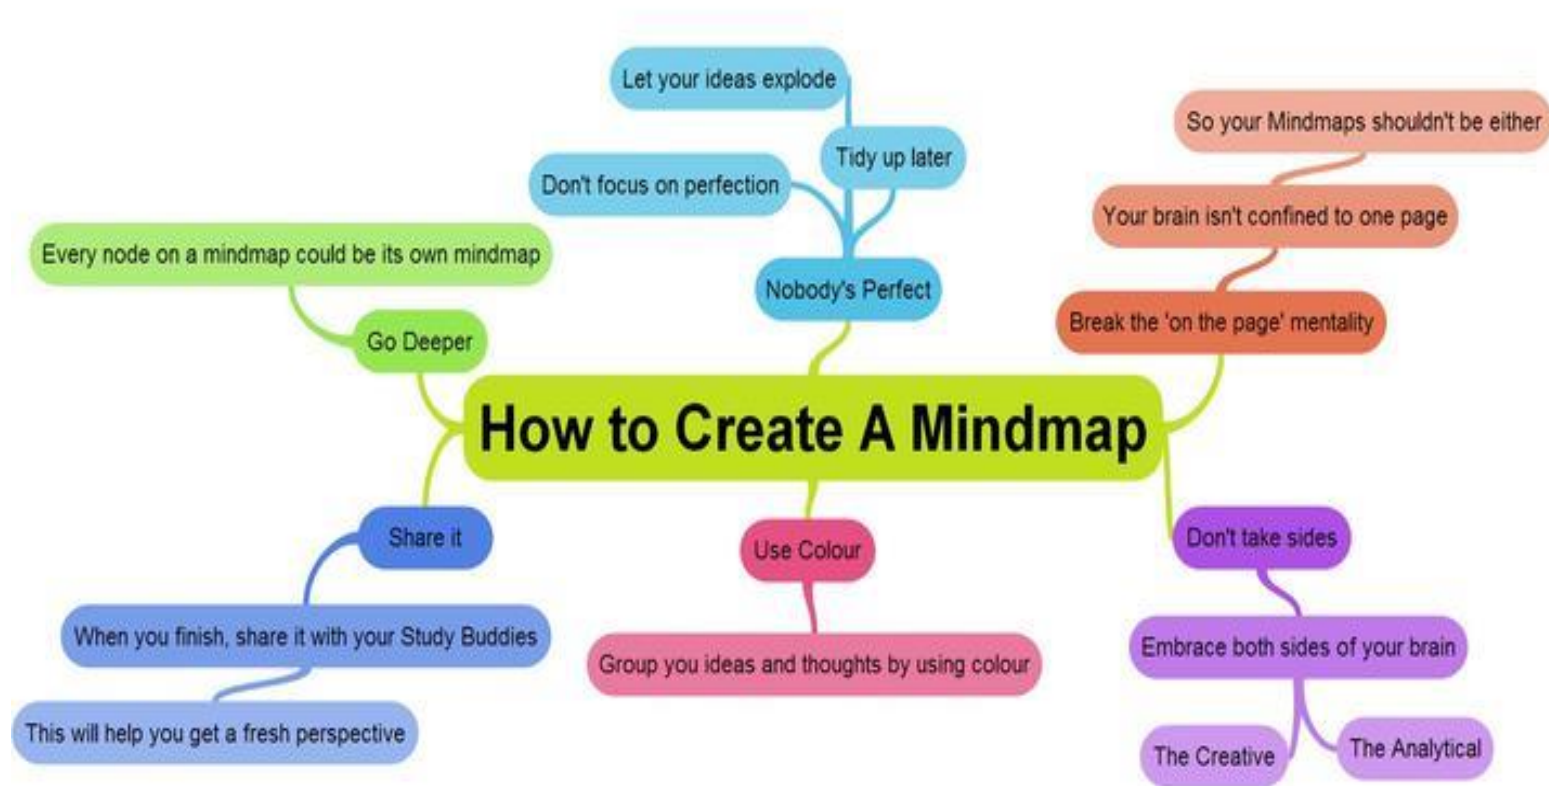 Let your ideas explode
So your Mindmaps shouldn't be either
Tidy up later
Don't focus on perfection
Your brain isn't confined to one page
Every node on a mindmap could be its own mindmap
Nobody's Perfect
Break the 'on the page' mentality
Go Deeper
How to Create A Mindmap
Share it
Use Colour
Don't take sides
When you finish, share it with your Study Buddies
Group you ideas and thoughts by using colour
Embrace both sides of your brain
This will help you get a fresh perspective
The Creative
The Analytical